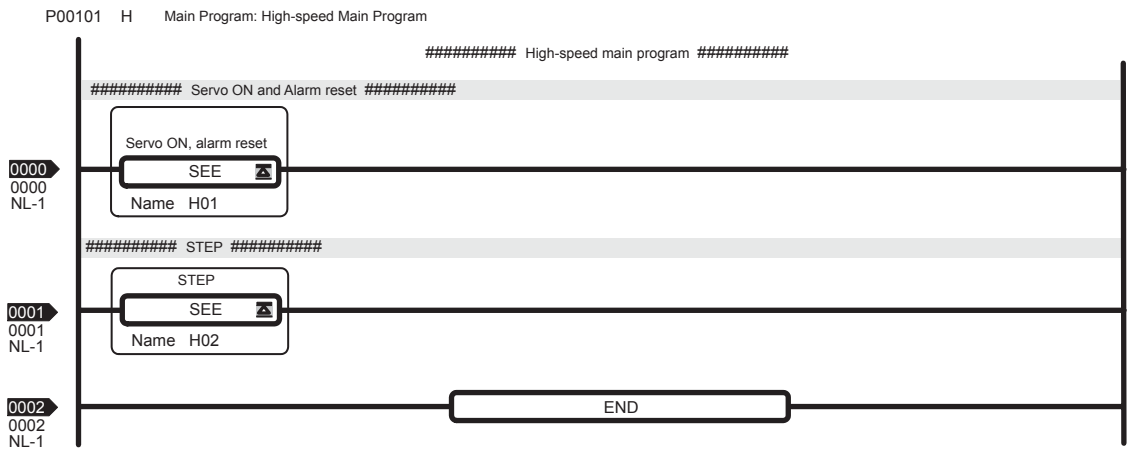 P00101 H Main Program: High-speed Main Program
########## High-speed main program ##########
########## Servo ON and Alarm reset ##########
Servo ON, alarm reset
0000 SEE
0000
NL-1 Name H01
########## STEP ##########
STEP
0001 SEE
0001
NL-1 Name H02
0002 END
0002
NL-1